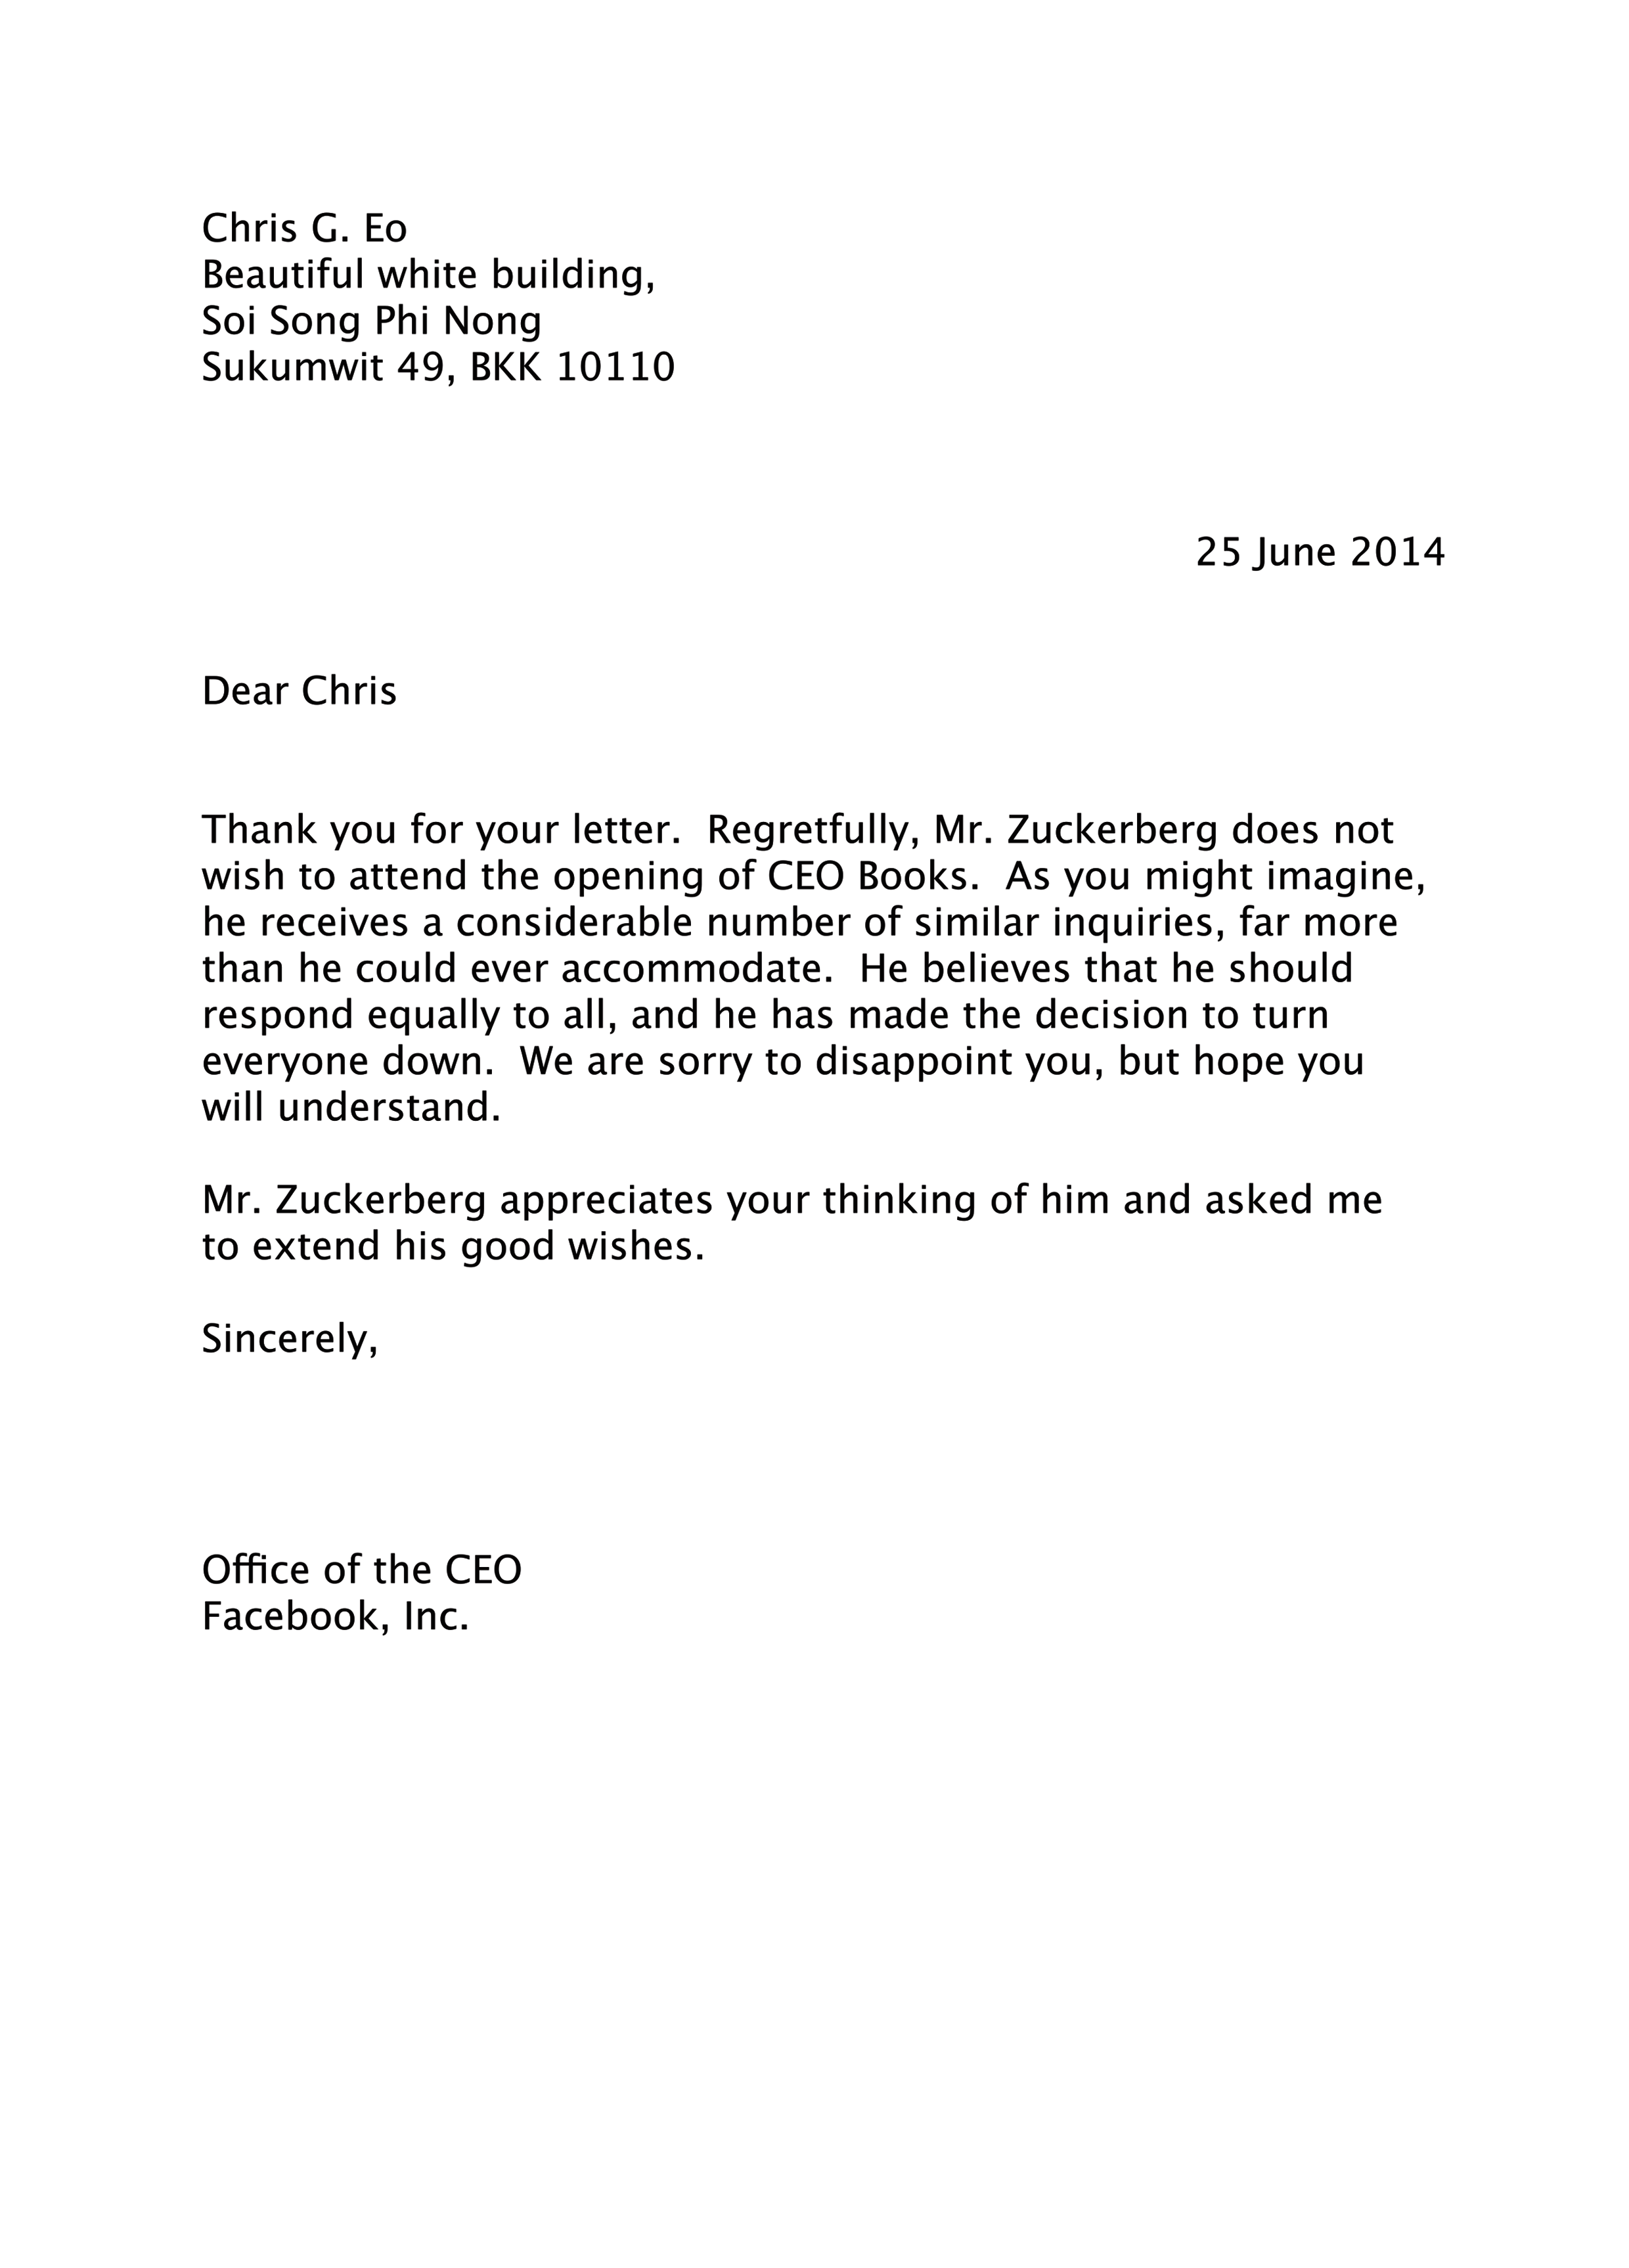 Chris G. Eo
Beautiful white building,
Soi Song Phi Nong
Sukumwit 49, BKK 10110
25 June 2014
Dear Chris
Thank you for your letter.  Regretfully, Mr. Zuckerberg does not
wish to attend the opening of CEO Books.  As you might imagine,
he receives a considerable number of similar inquiries, far more
than he could ever accommodate.  He believes that he should
respond equally to all, and he has made the decision to turn
everyone down.  We are sorry to disappoint you, but hope you
will understand.
Mr. Zuckerberg appreciates your thinking of him and asked me
to extend his good wishes.
Sincerely,
Office of the CEO
Facebook, Inc.